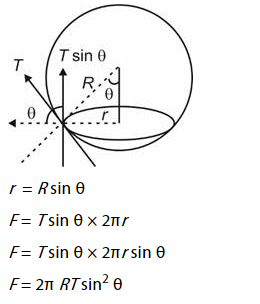 T
T sin θ
R
θ
θ
r
r = R sin θ
F = T sin θ × 2πr
F = T sin θ × 2πr sin θ
F = 2π RT sin² θ